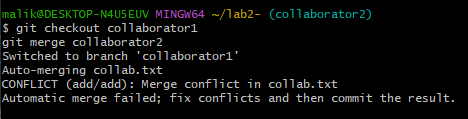 malik@DESKTOP-N4U5EUV MINGW64 ~/lab2- (collaborator2)
$ git checkout collaborator1
git merge collaborator2
Switched to branch 'collaborator1'
Auto-merging collab.txt
CONFLICT (add/add): Merge conflict in collab.txt
Automatic merge failed; fix conflicts and then commit the result.